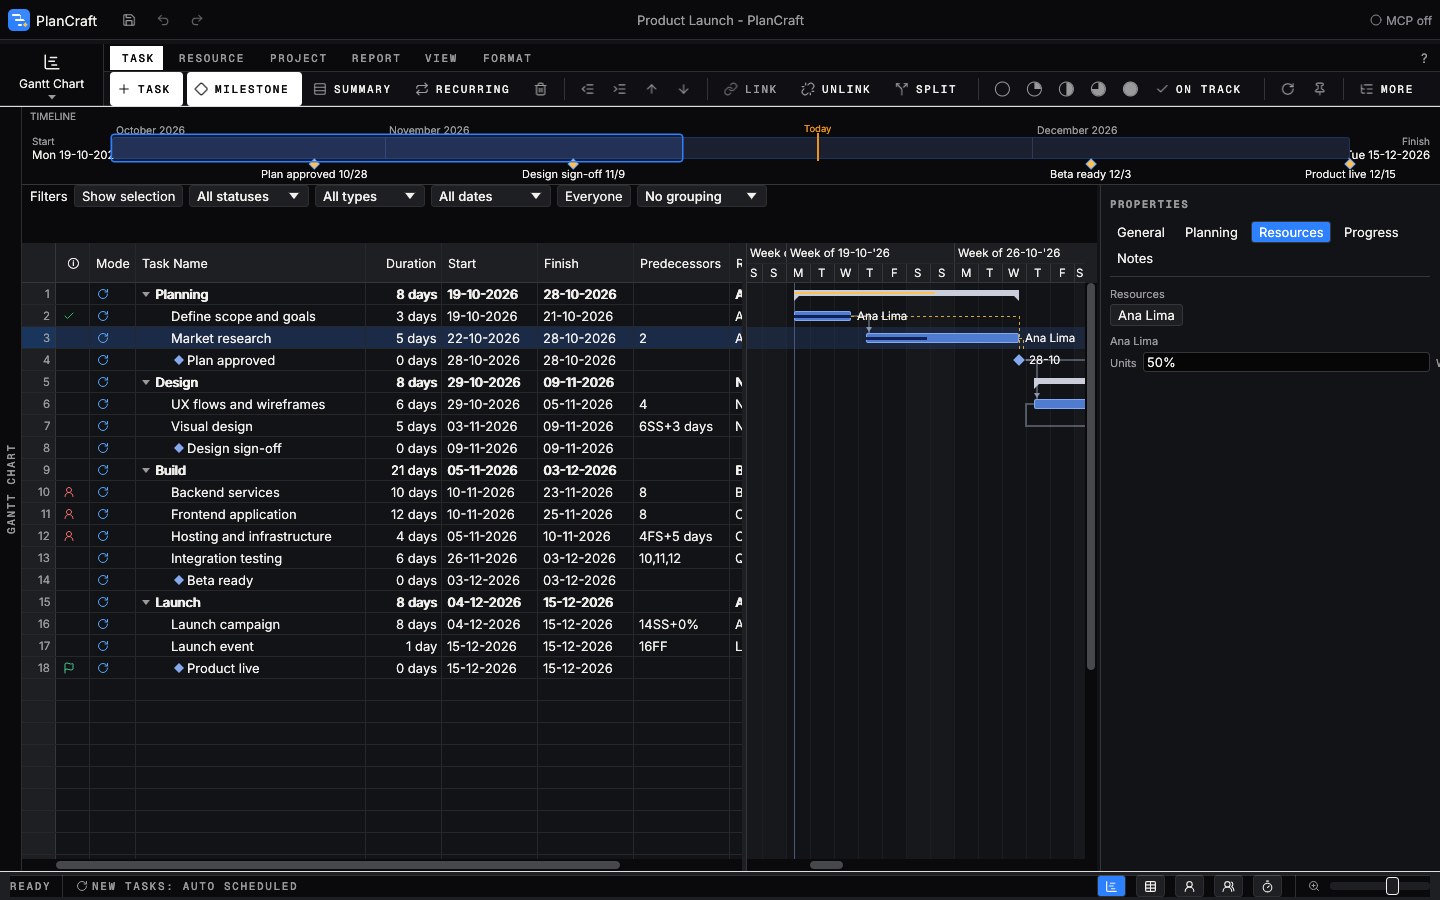 PlanCraft
Product Launch - PlanCraft
MCP off
Gantt Chart
TASK RESOURCE PROJECT REPORT VIEW FORMAT ?
TASK MILESTONE SUMMARY RECURRING LINK UNLINK SPLIT ON TRACK MORE
TIMELINE
October 2026 November 2026 Today December 2026
Start Finish
Mon 19-10-202 ue 15-12-2026
Plan approved 10/28 Design sign-off 11/9 Beta ready 12/3 Product live 12/15
Filters Show selection All statuses All types All dates Everyone No grouping
Mode Task Name Duration Start Finish Predecessors R
1 Planning 8 days 19-10-2026 28-10-2026 A
2 Define scope and goals 3 days 19-10-2026 21-10-2026 A
3 Market research 5 days 22-10-2026 28-10-2026 2 A
4 Plan approved 0 days 28-10-2026 28-10-2026
5 Design 8 days 29-10-2026 09-11-2026 N
6 UX flows and wireframes 6 days 29-10-2026 05-11-2026 4 N
7 Visual design 5 days 03-11-2026 09-11-2026 6SS+3 days N
8 Design sign-off 0 days 09-11-2026 09-11-2026
9 Build 21 days 05-11-2026 03-12-2026 B
10 Backend services 10 days 10-11-2026 23-11-2026 8 B
11 Frontend application 12 days 10-11-2026 25-11-2026 8 C
12 Hosting and infrastructure 4 days 05-11-2026 10-11-2026 4FS+5 days C
13 Integration testing 6 days 26-11-2026 03-12-2026 10,11,12 Q
14 Beta ready 0 days 03-12-2026 03-12-2026
15 Launch 8 days 04-12-2026 15-12-2026 A
16 Launch campaign 8 days 04-12-2026 15-12-2026 14SS+0% A
17 Launch event 1 day 15-12-2026 15-12-2026 16FF L
18 Product live 0 days 15-12-2026 15-12-2026
Week Week of 19-10-'26 Week of 26-10-'26
S S M T W T F S S M T W T F S
Ana Lima
Ana Lima
28-10
PROPERTIES
General Planning Resources Progress
Notes
Resources
Ana Lima
Ana Lima
Units 50%
GANTT CHART
READY NEW TASKS: AUTO SCHEDULED